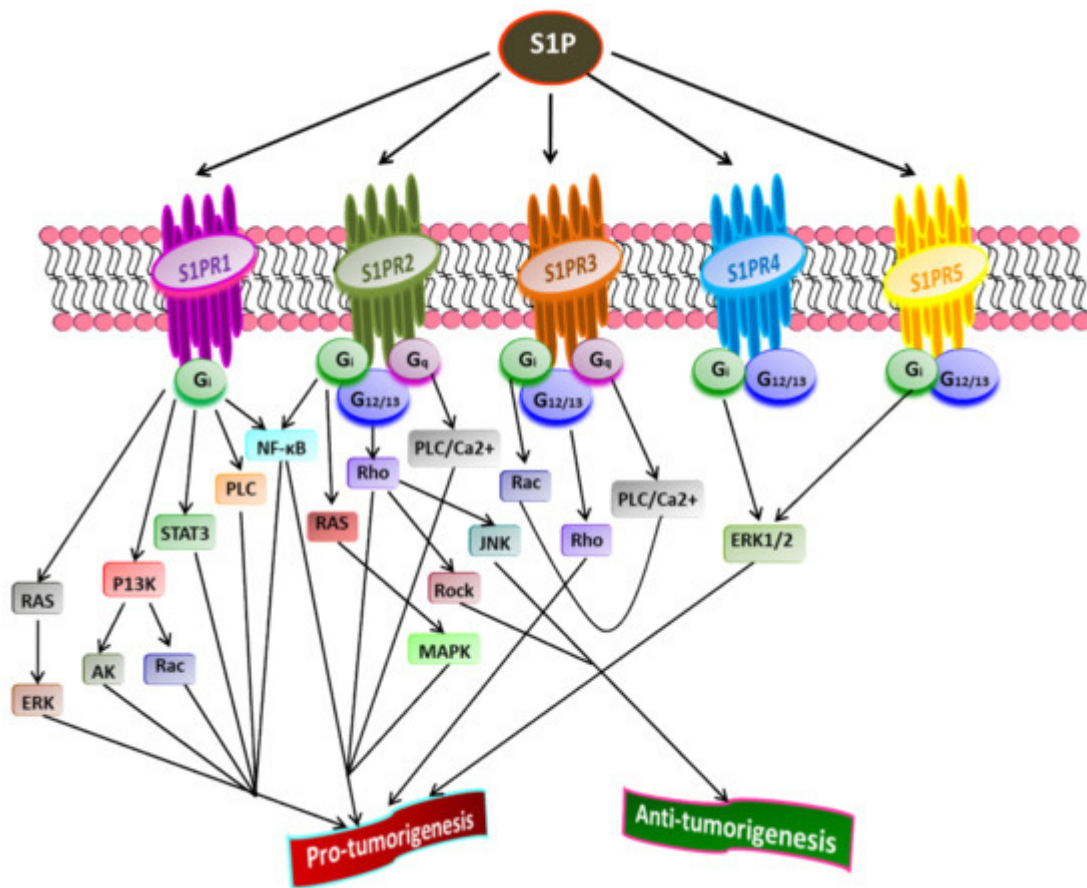 S1P
S1PR1
S1PR2
S1PR3
S1PR4
S1PR5
Gi
Gi
Gq
G12/13
Gi
Gq
G12/13
Gi
G12/13
Gi
G12/13
NF-κB
PLC/Ca2+
Rho
Rac
PLC
PLC/Ca2+
STAT3
RAS
JNK
Rho
ERK1/2
P13K
RAS
Rock
MAPK
AK
Rac
ERK
Pro-tumorigenesis
Anti-tumorigenesis